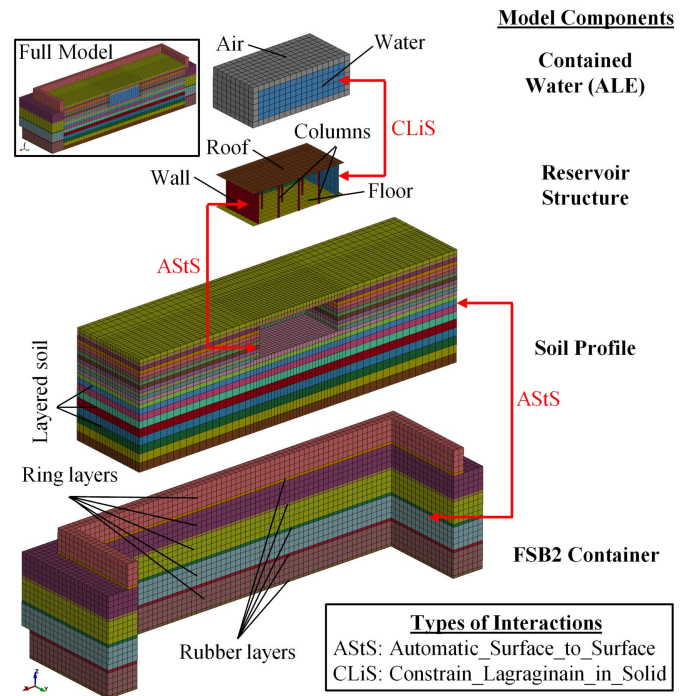 Model Components
Full Model
Air
Water
Contained
Water (ALE)
CLiS
Columns
Roof
Wall
Floor
Reservoir
Structure
AStS
Soil Profile
AStS
Layered soil
Ring layers
FSB2 Container
Rubber layers
Types of Interactions
AStS: Automatic_Surface_to_Surface
CLiS: Constrain_Lagraginain_in_Solid